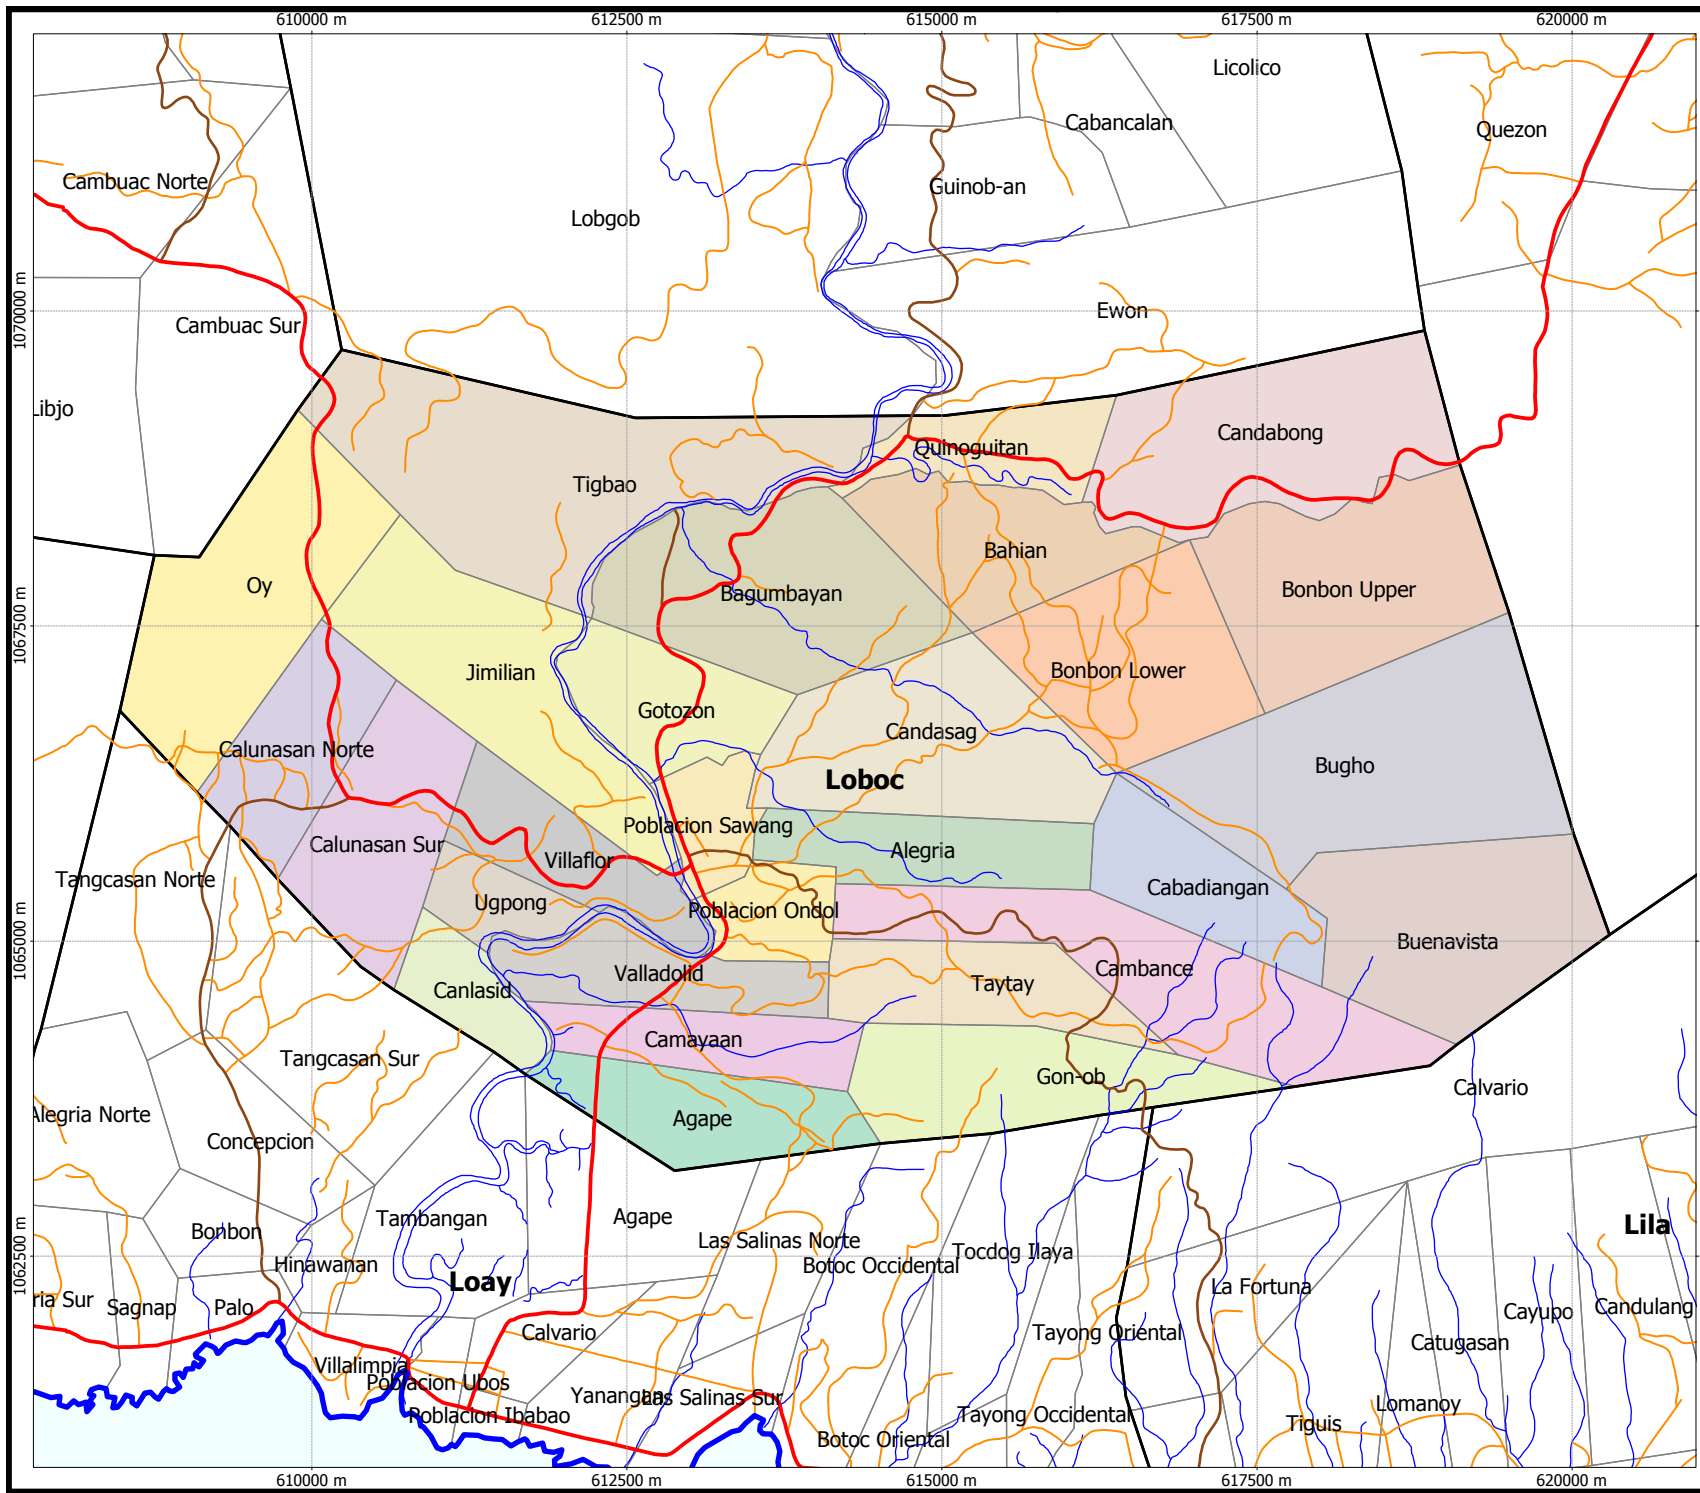 610000 m
612500 m
615000 m
617500 m
620000 m
Licolico
Cabancalan
Quezon
Cambuac Norte
Guinob-an
Lobgob
1070000 m
Ewon
Cambuac Sur
Libjo
Candabong
Quinoguitan
Tigbao
Bahian
Oy
Bagumbayan
Bonbon Upper
1067500 m
Jimilian
Bonbon Lower
Gotozon
Candasag
Calunasan Norte
Bugho
Loboc
Poblacion Sawang
Calunasan Sur
Villaflor
Alegria
Tangcasan Norte
Cabadiangan
Ugpong
Poblacion Ondol
1065000 m
Buenavista
Valladolid
Cambance
Canlasid
Taytay
Camayaan
Tangcasan Sur
Gon-ob
Calvario
Alegria Norte
Agape
Concepcion
Tambangan
Agape
Lila
Bonbon
Las Salinas Norte
Tocdog Ilaya
1062500 m
Hinawanan
Botoc Occidental
Loay
La Fortuna
ria Sur
Sagnap
Palo
Cayupo
Candulang
Calvario
Tayong Oriental
Catugasan
Villalimpia
Poblacion Ubos
Yanangan
Las Salinas Sur
Lomanoy
Poblacion Ibabao
Tayong Occidental
Tiguis
Botoc Oriental
610000 m
612500 m
615000 m
617500 m
620000 m